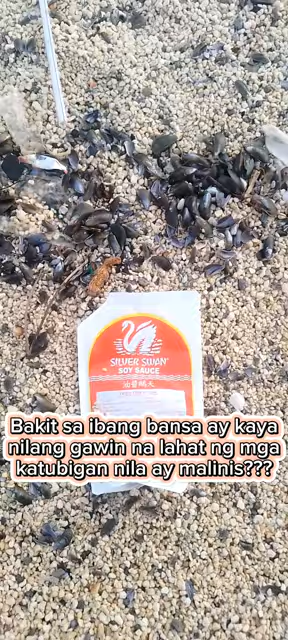 SILVER SWAN
SOY SAUCE
Bakit sa ibang bansa ay kaya
nilang gawin na lahat ng mga
katubigan nila ay malinis???